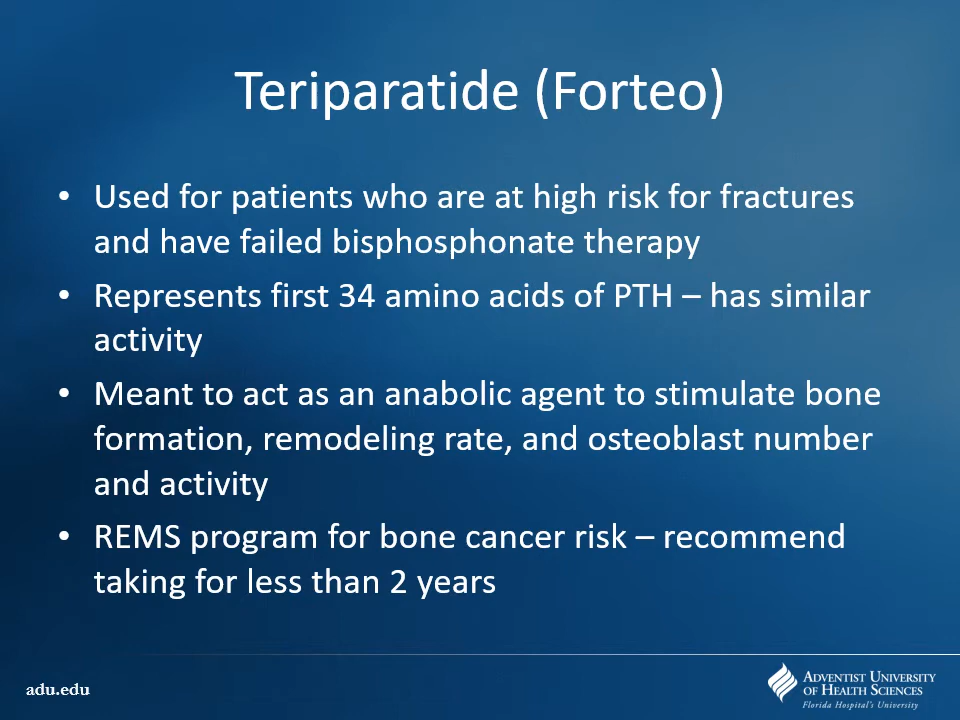 Teriparatide (Forteo)
• Used for patients who are at high risk for fractures
and have failed bisphosphonate therapy
• Represents first 34 amino acids of PTH – has similar
activity
• Meant to act as an anabolic agent to stimulate bone
formation, remodeling rate, and osteoblast number
and activity
• REMS program for bone cancer risk – recommend
taking for less than 2 years
adu.edu
ADVENTIST UNIVERSITY
OF HEALTH SCIENCES
Florida Hospital's University